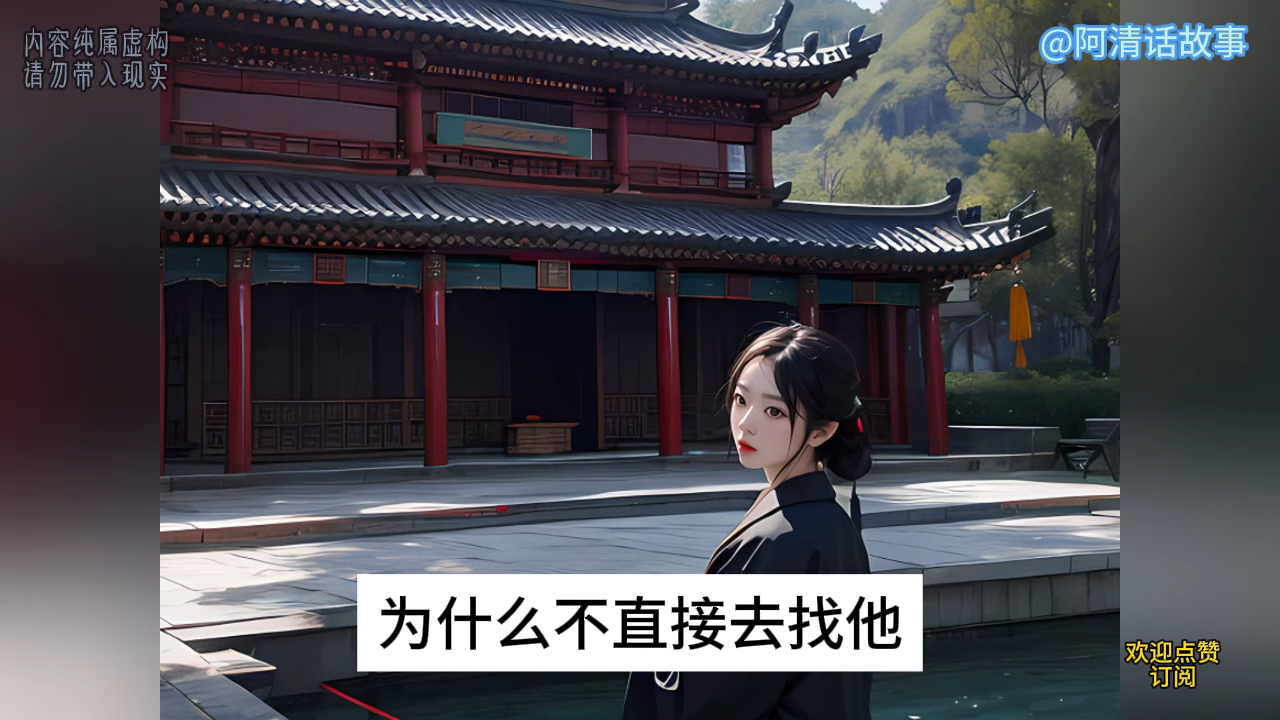 内容纯属虚构
请勿带入现实
@阿清话故事
为什么不直接去找他
欢迎点赞
订阅